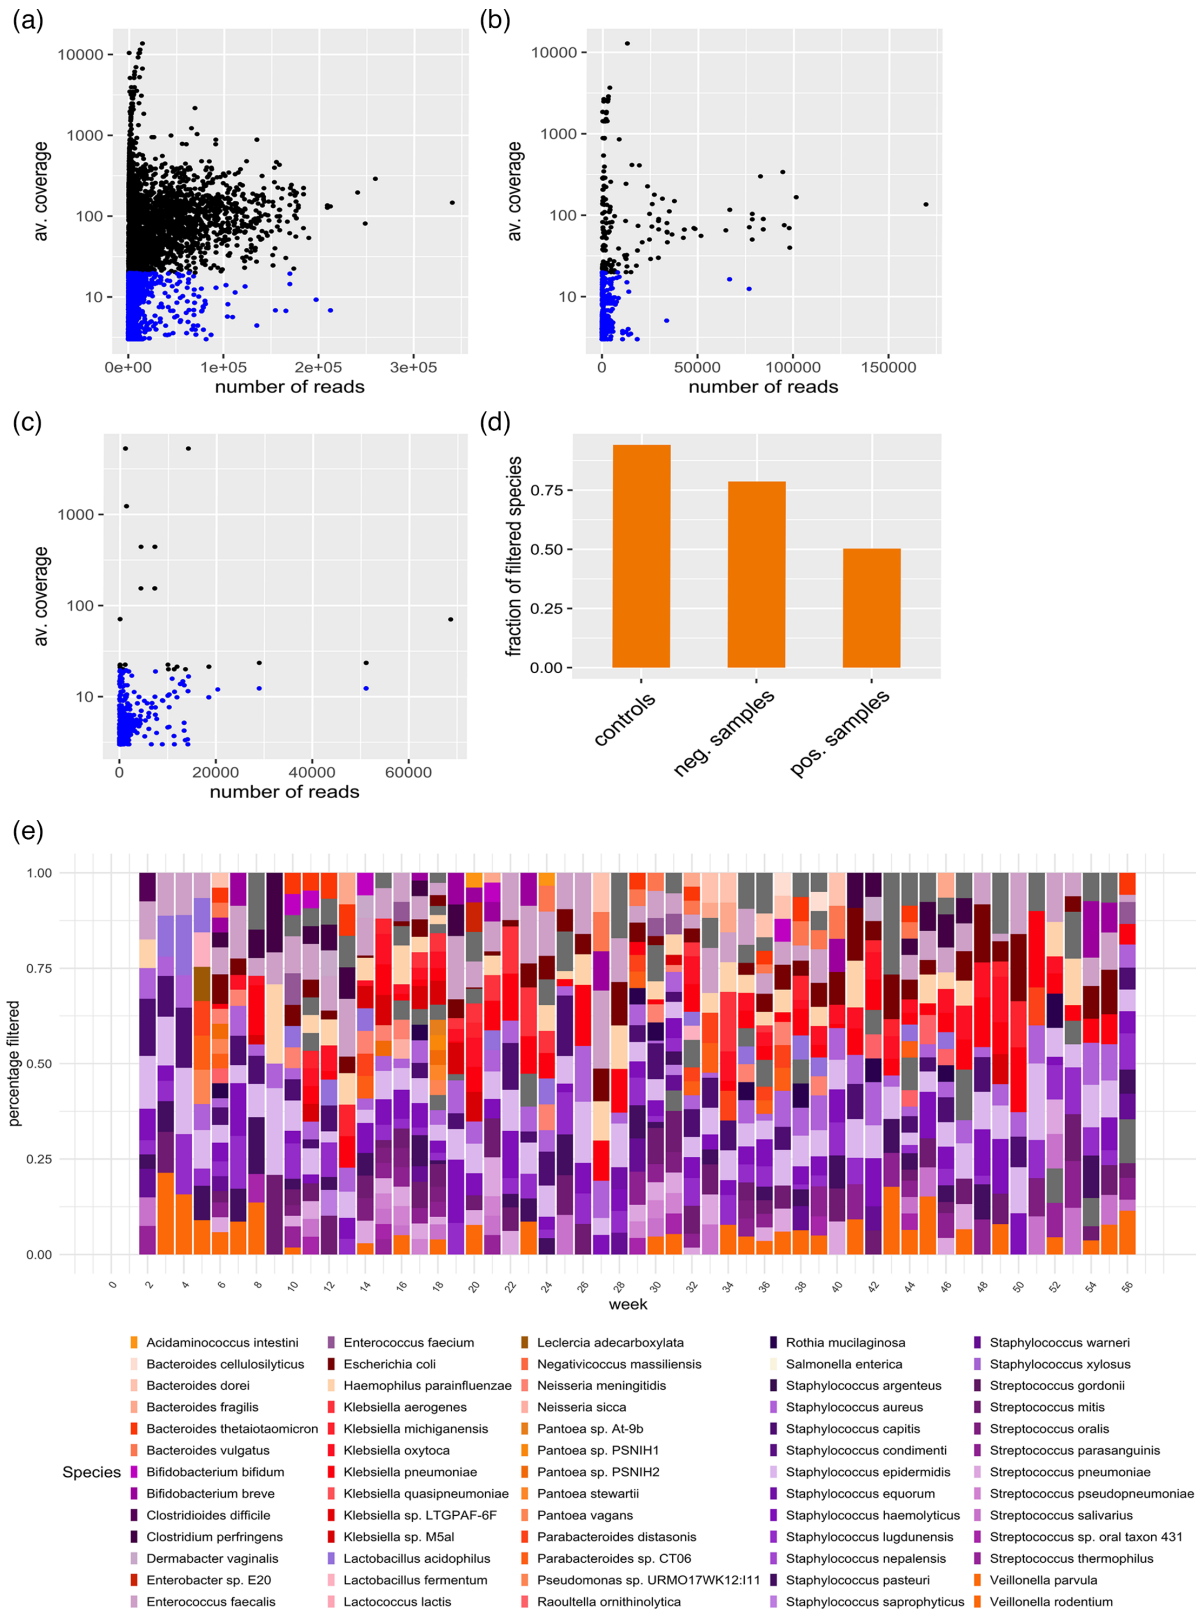 (a)
10000
1000
100
10
av. coverage
0e+00 1e+05 2e+05 3e+05
number of reads
(b)
10000
1000
100
10
av. coverage
0 50000 100000 150000
number of reads
(c)
1000
100
10
av. coverage
0 20000 40000 60000
number of reads
(d)
0.75
0.50
0.25
0.00
fraction of filtered species
controls neg. samples pos. samples
(e)
1.00
0.75
0.50
0.25
0.00
percentage filtered
0 2 4 6 8 10 12 14 16 18 20 22 24 26 28 30 32 34 36 38 40 42 44 46 48 50 52 54 56
week
Species
Acidaminococcus intestini
Bacteroides cellulosilyticus
Bacteroides dorei
Bacteroides fragilis
Bacteroides thetaiotaomicron
Bacteroides vulgatus
Bifidobacterium bifidum
Bifidobacterium breve
Clostridioides difficile
Clostridium perfringens
Dermabacter vaginalis
Enterobacter sp. E20
Enterococcus faecalis
Enterococcus faecium
Escherichia coli
Haemophilus parainfluenzae
Klebsiella aerogenes
Klebsiella michiganensis
Klebsiella oxytoca
Klebsiella pneumoniae
Klebsiella quasipneumoniae
Klebsiella sp. LTGPAF-6F
Klebsiella sp. M5al
Lactobacillus acidophilus
Lactobacillus fermentum
Lactococcus lactis
Leclercia adecarboxylata
Negativicoccus massiliensis
Neisseria meningitidis
Neisseria sicca
Pantoea sp. At-9b
Pantoea sp. PSNIH1
Pantoea sp. PSNIH2
Pantoea stewartii
Pantoea vagans
Parabacteroides distasonis
Parabacteroides sp. CT06
Pseudomonas sp. URMO17WK12:I11
Raoultella ornithinolytica
Rothia mucilaginosa
Salmonella enterica
Staphylococcus argenteus
Staphylococcus aureus
Staphylococcus capitis
Staphylococcus condimenti
Staphylococcus epidermidis
Staphylococcus equorum
Staphylococcus haemolyticus
Staphylococcus lugdunensis
Staphylococcus nepalensis
Staphylococcus pasteuri
Staphylococcus saprophyticus
Staphylococcus warneri
Staphylococcus xylosus
Streptococcus gordonii
Streptococcus mitis
Streptococcus oralis
Streptococcus parasanguinis
Streptococcus pneumoniae
Streptococcus pseudopneumoniae
Streptococcus salivarius
Streptococcus sp. oral taxon 431
Streptococcus thermophilus
Veillonella parvula
Veillonella rodentium